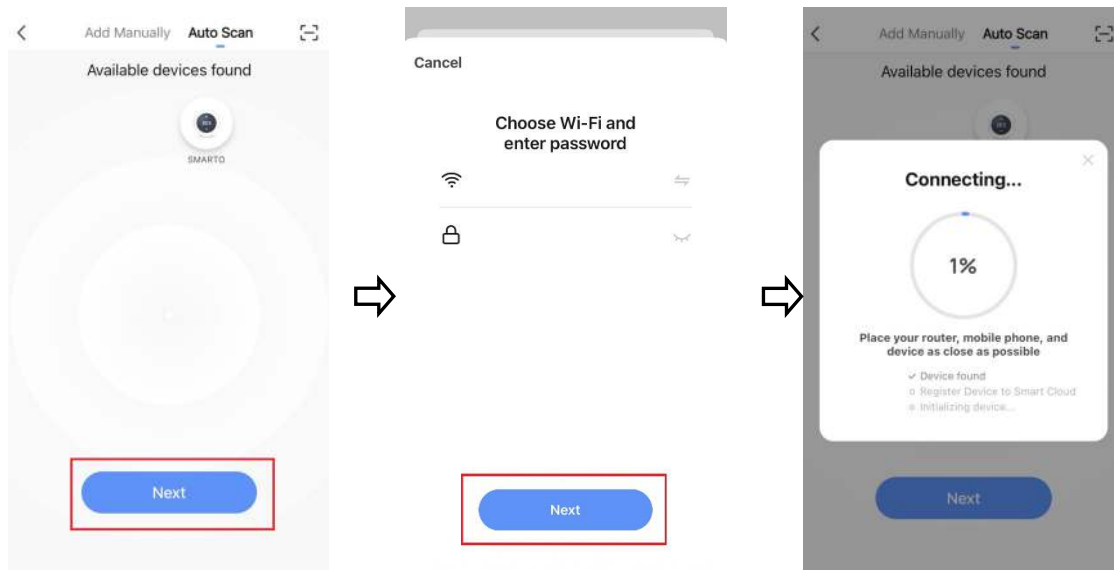 Add Manually Auto Scan
Available devices found
SMARTO
Next
Cancel
Choose Wi-Fi and
enter password
Next
Add Manually Auto Scan
Available devices found
Connecting...
1%
Place your router, mobile phone, and
device as close as possible
Device found
Register Device to Smart Cloud
Initializing device...
Next